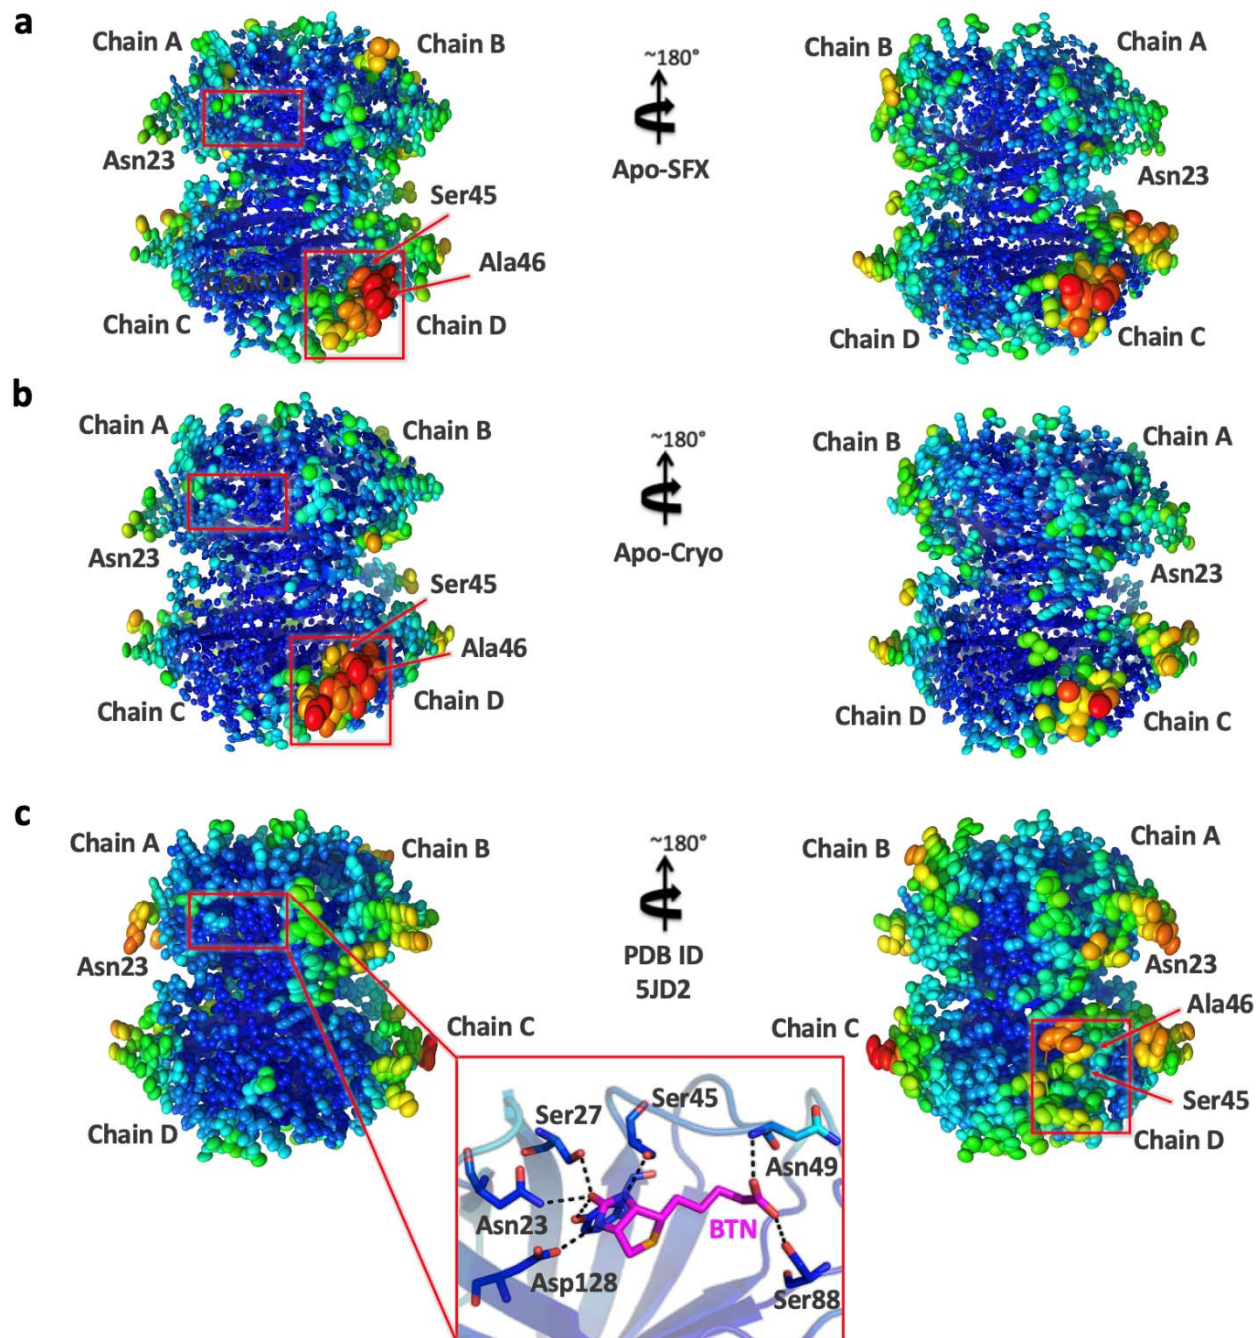 a
Chain A
Chain B
Asn23
Ser45
Ala46
Chain D
Chain C
Chain D
~180°
Apo-SFX
Chain B
Chain A
Asn23
Chain D
Chain C
b
Chain A
Chain B
Asn23
Ser45
Ala46
Chain C
Chain D
~180°
Apo-Cryo
Chain B
Chain A
Asn23
Chain D
Chain C
c
Chain A
Chain B
Asn23
Chain C
Chain D
~180°
PDB ID
5JD2
Chain B
Chain A
Asn23
Ala46
Chain C
Ser45
Chain D
Ser27
Ser45
Asn49
Asn23
BTN
Asp128
Ser88